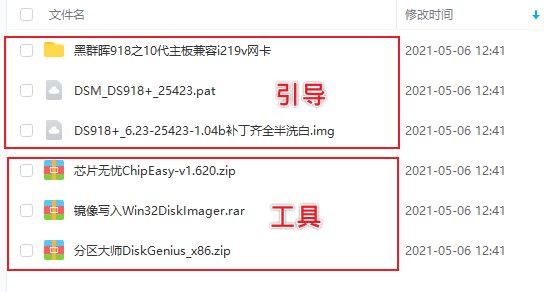 文件名 修改时间
黑群晖918之10代主板兼容i219v网卡 2021-05-06 12:41
DSM_DS918+_25423.pat 2021-05-06 12:41
引导
DS918+_6.23-25423-1.04b补丁齐全半洗白.img 2021-05-06 12:41
芯片无忧ChipEasy-v1.620.zip 2021-05-06 12:41
镜像写入Win32DiskImager.rar 2021-05-06 12:41
工具
分区大师DiskGenius_x86.zip 2021-05-06 12:41